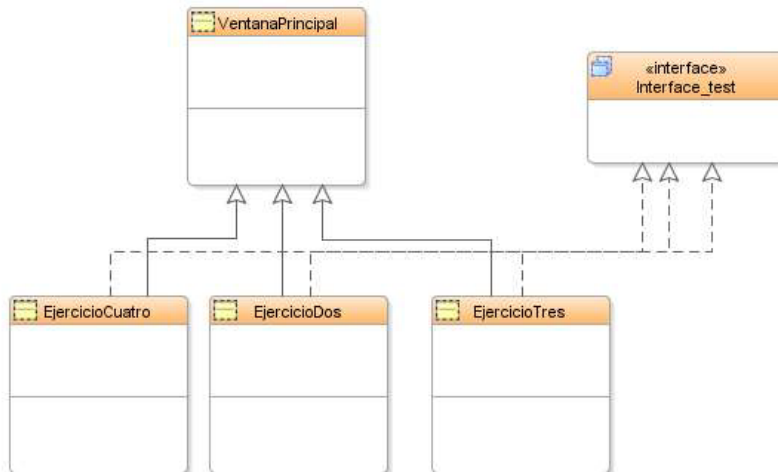 VentanaPrincipal
«interface»
Interface_test
EjercicioCuatro
EjercicioDos
EjercicioTres